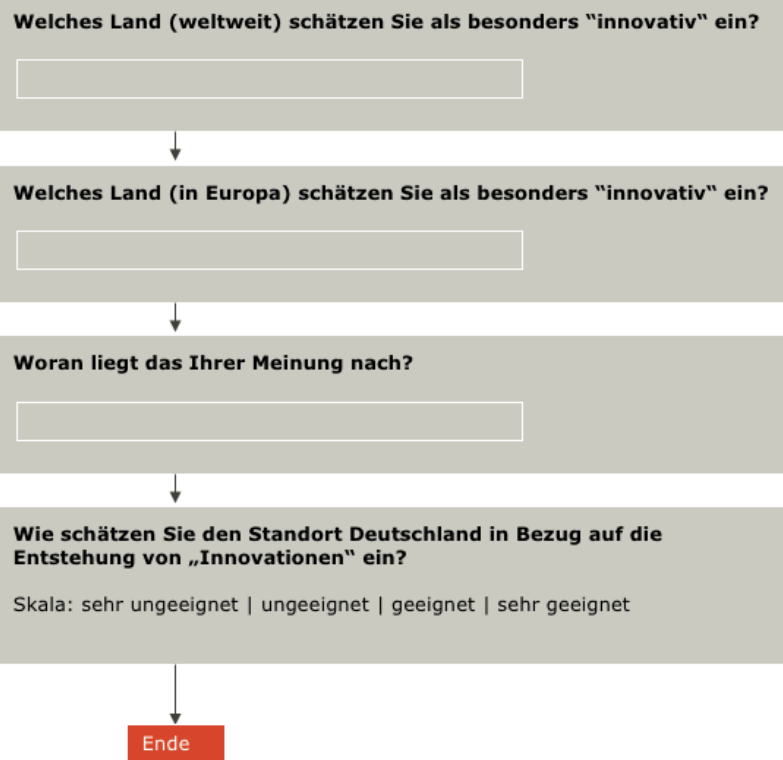 Welches Land (weltweit) schätzen Sie als besonders “innovativ“ ein?
Welches Land (in Europa) schätzen Sie als besonders “innovativ“ ein?
Woran liegt das Ihrer Meinung nach?
Wie schätzen Sie den Standort Deutschland in Bezug auf die
Entstehung von „Innovationen“ ein?
Skala: sehr ungeeignet | ungeeignet | geeignet | sehr geeignet
Ende